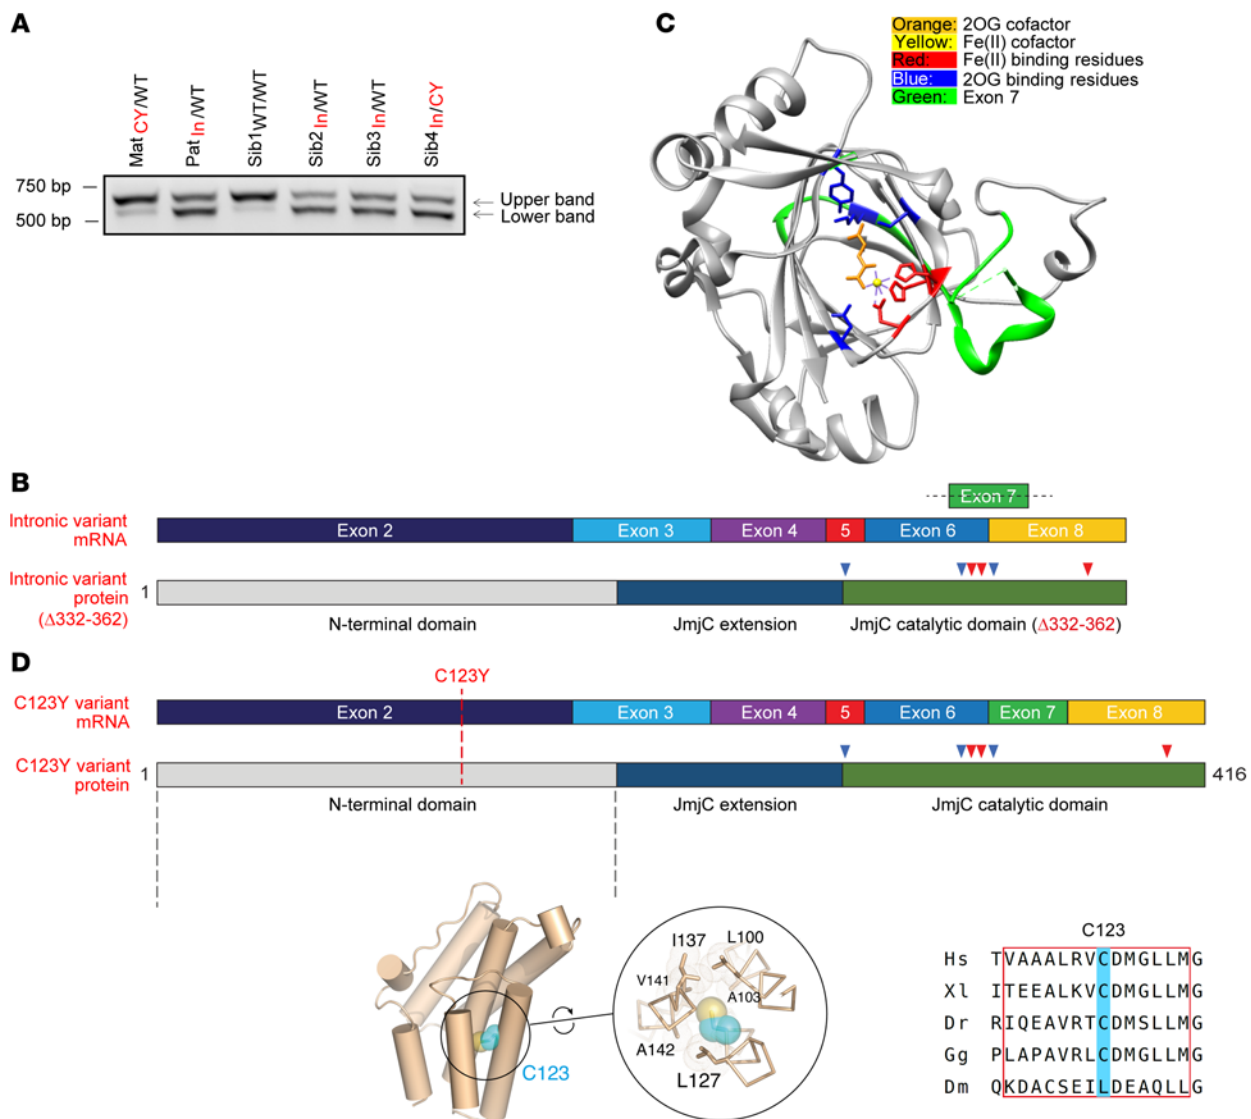 A
Mat CY/WT
Pat In/WT
Sib1 WT/WT
Sib2 In/WT
Sib3 In/WT
Sib4 In/CY
750 bp
500 bp
Upper band
Lower band
C
Orange: 2OG cofactor
Yellow: Fe(II) cofactor
Red: Fe(II) binding residues
Blue: 2OG binding residues
Green: Exon 7
B
Exon 7
Intronic variant
mRNA
Exon 2 Exon 3 Exon 4 5 Exon 6 Exon 8
Intronic variant
protein
(Δ332-362)
1
N-terminal domain JmjC extension JmjC catalytic domain (Δ332-362)
D
C123Y
C123Y variant
mRNA
Exon 2 Exon 3 Exon 4 5 Exon 6 Exon 7 Exon 8
C123Y variant
protein
1 416
N-terminal domain JmjC extension JmjC catalytic domain
C123
I137 L100
V141 A103
A142
L127
C123
Hs TVAAALRVCDMGLLMG
Xl ITEEALKVCDMGLLMG
Dr RIQEAVRTCDMSLLMG
Gg PLAPAVRLCDMGLLMG
Dm QKDACSEILDEAQLLG